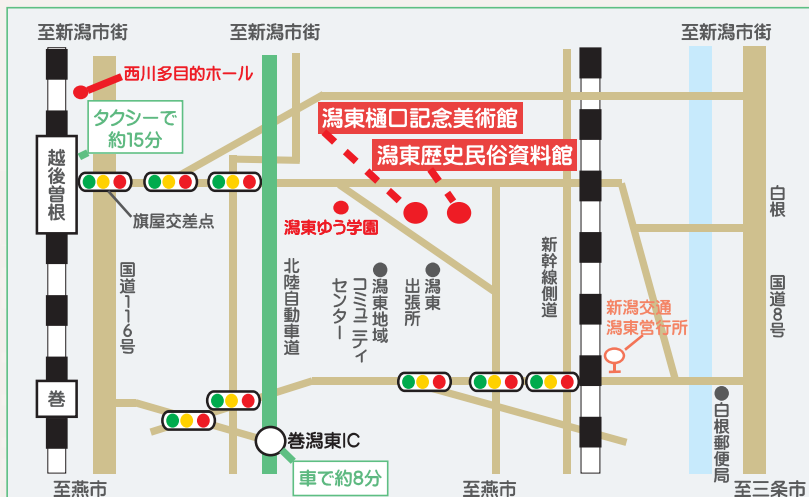 至新潟市街
至新潟市街
至新潟市街
西川多目的ホール
タクシーで
約15分
潟東樋口記念美術館
潟東歴史民俗資料館
越後曽根
旗屋交差点
潟東ゆう学園
白根
国道116号
北陸自動車道
潟東地域
コミュニティ
センター
潟東
出張所
新幹線側道
国道8号
新潟交通
潟東営行所
巻
巻潟東IC
白根郵便局
車で約8分
至燕市
至燕市
至三条市